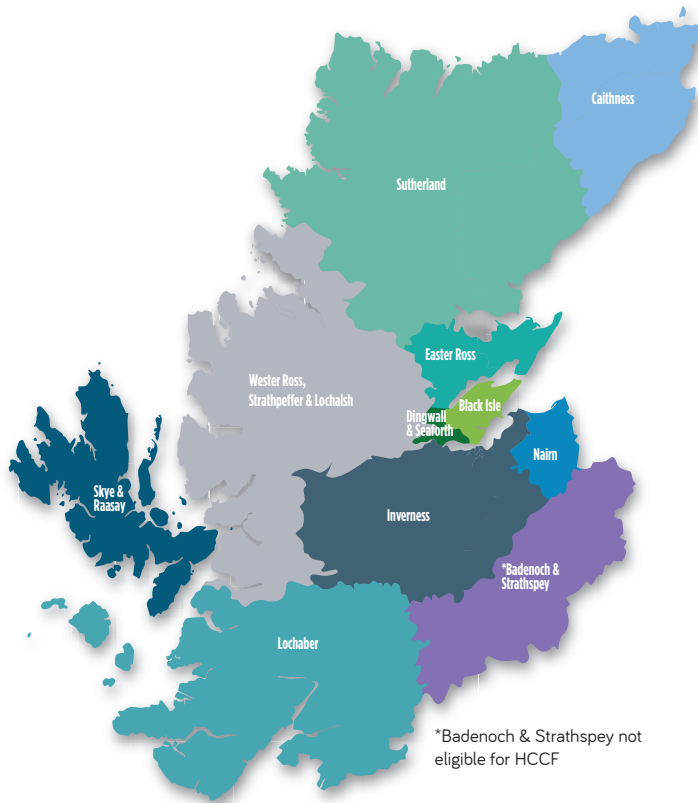 Caithness
Sutherland
Easter Ross
Wester Ross,
Strathpeffer & Lochalsh
Black Isle
Dingwall
& Seaforth
Nairn
Skye &
Raasay
Inverness
*Badenoch &
Strathspey
Lochaber
*Badenoch & Strathspey not
eligible for HCCF